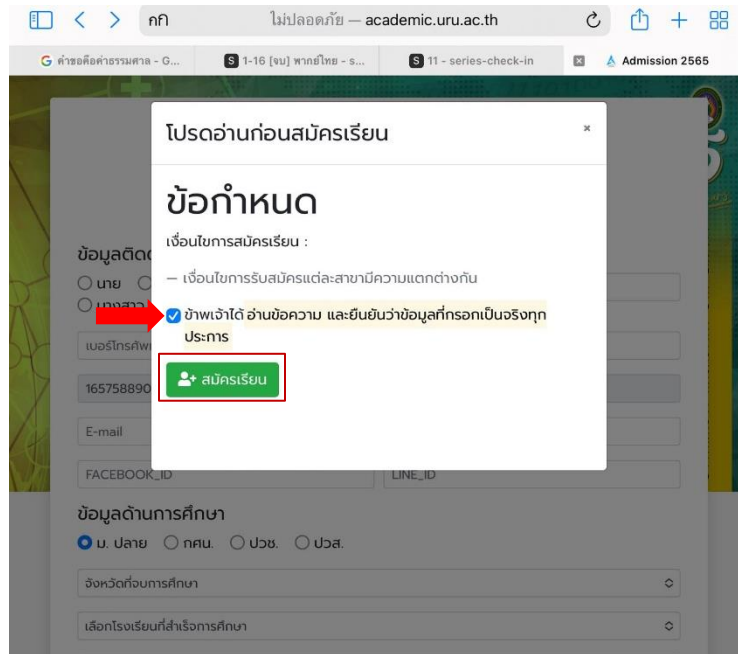 กก ไม่ปลอดภัย — academic.uru.ac.th
G คำขอคือค่าธรรมศาล - G... S 1-16 [จบ] พากย์ไทย - s... S 11 - series-check-in Admission 2565
โปรดอ่านก่อนสมัครเรียน ×
ข้อกำหนด
เงื่อนไขการสมัครเรียน :
— เงื่อนไขการรับสมัครแต่ละสาขามีความแตกต่างกัน
ข้าพเจ้าได้ อ่านข้อความ และยืนยันว่าข้อมูลที่กรอกเป็นจริงทุก
ประการ
สมัครเรียน
ข้อมูลติดต
นาย
นางสาว
เบอร์โทรศัพ
165758890
E-mail
FACEBOOK_ID LINE_ID
ข้อมูลด้านการศึกษา
ม. ปลาย กศน. ปวช. ปวส.
จังหวัดที่จบการศึกษา
เลือกโรงเรียนที่สำเร็จการศึกษา